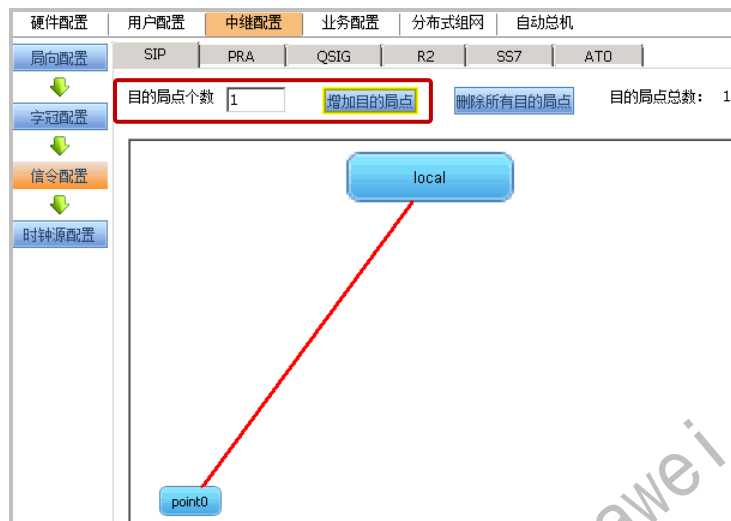 硬件配置 用户配置 中继配置 业务配置 分布式组网 自动总机
局向配置 SIP PRA QSIG R2 SS7 AT0
目的局点个数 1 增加目的局点 删除所有目的局点 目的局点总数： 1
字冠配置
信令配置
时钟源配置
local
point0
awei